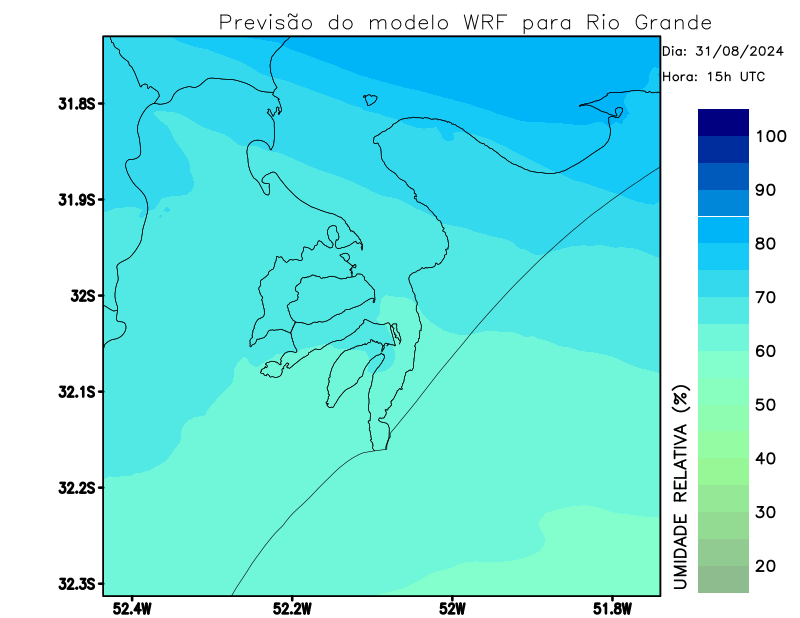 Previsão do modelo WRF para Rio Grande
Dia: 31/08/2024
Hora: 15h UTC
31.8S
31.9S
32S
32.1S
32.2S
32.3S
52.4W
52.2W
52W
51.8W
100
90
80
70
60
50
40
30
20
UMIDADE RELATIVA (%)